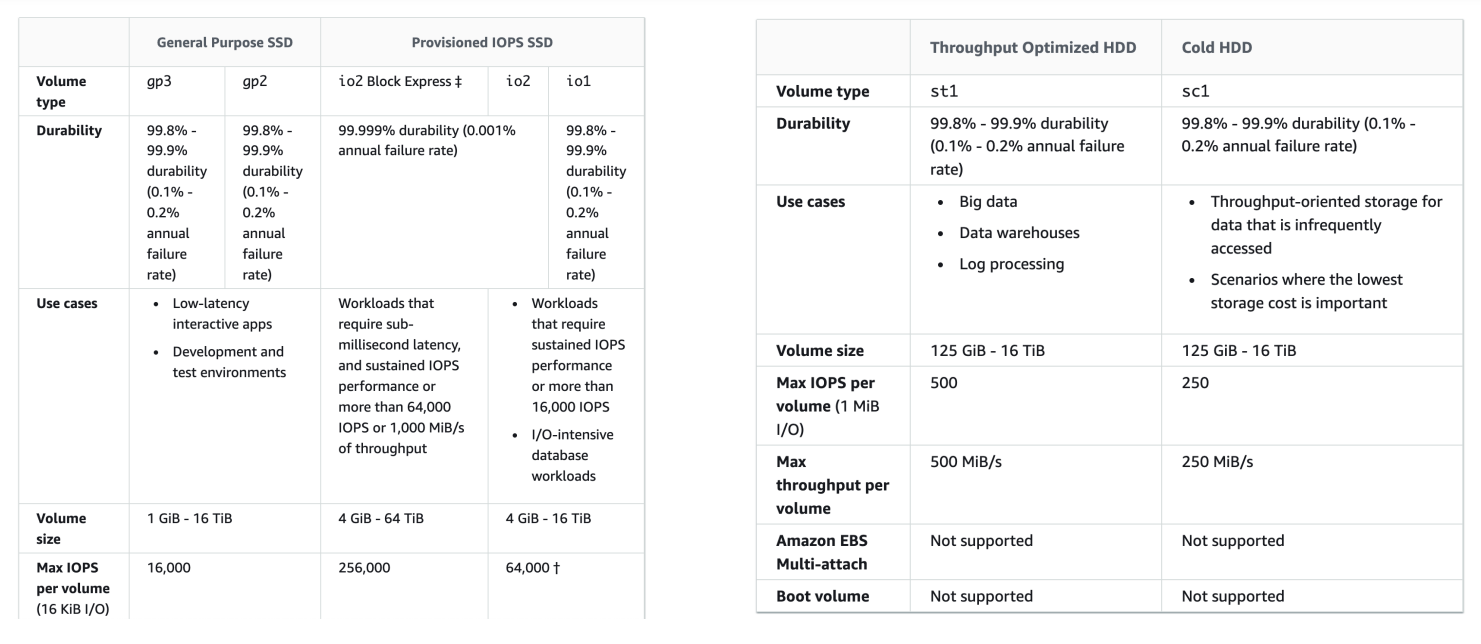 General Purpose SSD
Provisioned IOPS SSD
Volume
type
gp3
gp2
io2 Block Express ‡
io2
io1
Durability
99.8% -
99.9%
durability
(0.1% -
0.2%
annual
failure
rate)
99.8% -
99.9%
durability
(0.1% -
0.2%
annual
failure
rate)
99.999% durability (0.001%
annual failure rate)
99.8% -
99.9%
durability
(0.1% -
0.2%
annual
failure
rate)
Use cases
• Low-latency
interactive apps
• Development and
test environments
Workloads that
require sub-
millisecond latency,
and sustained IOPS
performance or
more than 64,000
IOPS or 1,000 MiB/s
of throughput
• Workloads
that require
sustained IOPS
performance
or more than
16,000 IOPS
• I/O-intensive
database
workloads
Volume
size
1 GiB - 16 TiB
4 GiB - 64 TiB
4 GiB - 16 TiB
Max IOPS
per volume
(16 KiB I/O)
16,000
256,000
64,000 †
Throughput Optimized HDD
Cold HDD
Volume type
st1
sc1
Durability
99.8% - 99.9% durability
(0.1% - 0.2% annual failure
rate)
99.8% - 99.9% durability (0.1% -
0.2% annual failure rate)
Use cases
• Big data
• Data warehouses
• Log processing
• Throughput-oriented storage for
data that is infrequently
accessed
• Scenarios where the lowest
storage cost is important
Volume size
125 GiB - 16 TiB
125 GiB - 16 TiB
Max IOPS per
volume (1 MiB
I/O)
500
250
Max
throughput per
volume
500 MiB/s
250 MiB/s
Amazon EBS
Multi-attach
Not supported
Not supported
Boot volume
Not supported
Not supported